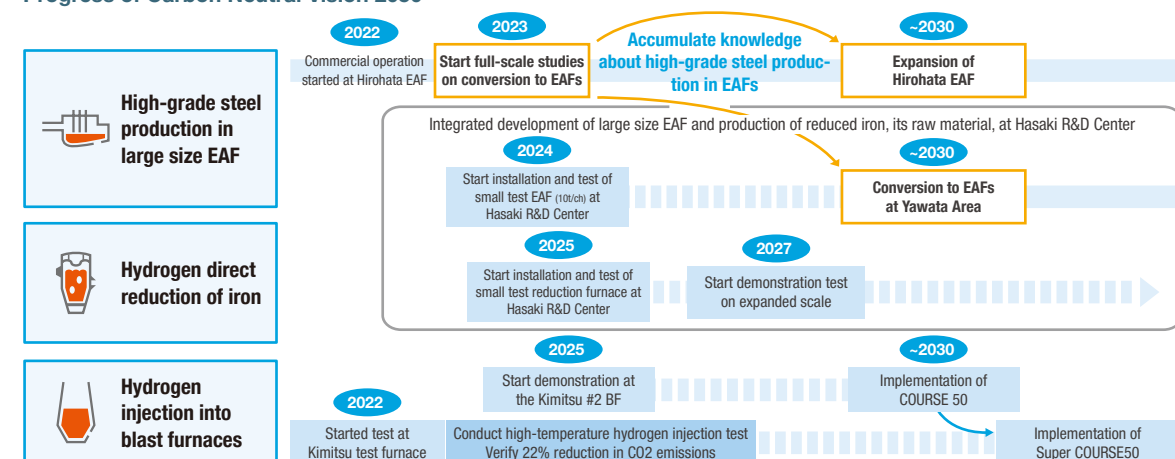 Progress of Carbon Neutral Vision 2050
2022
Commercial operation
started at Hirohata EAF
2023
Start full-scale studies
on conversion to EAFs
Accumulate knowledge
about high-grade steel produc-
tion in EAFs
~2030
Expansion of
Hirohata EAF
High-grade steel
production in
large size EAF
Integrated development of large size EAF and production of reduced iron, its raw material, at Hasaki R&D Center
2024
Start installation and test of
small test EAF (10t/ch) at
Hasaki R&D Center
~2030
Conversion to EAFs
at Yawata Area
Hydrogen direct
reduction of iron
2025
Start installation and test of
small test reduction furnace at
Hasaki R&D Center
2027
Start demonstration test
on expanded scale
Hydrogen
injection into
blast furnaces
2025
Start demonstration at
the Kimitsu #2 BF
~2030
Implementation of
COURSE 50
2022
Started test at
Kimitsu test furnace
Conduct high-temperature hydrogen injection test
Verify 22% reduction in CO2 emissions
Implementation of
Super COURSE50